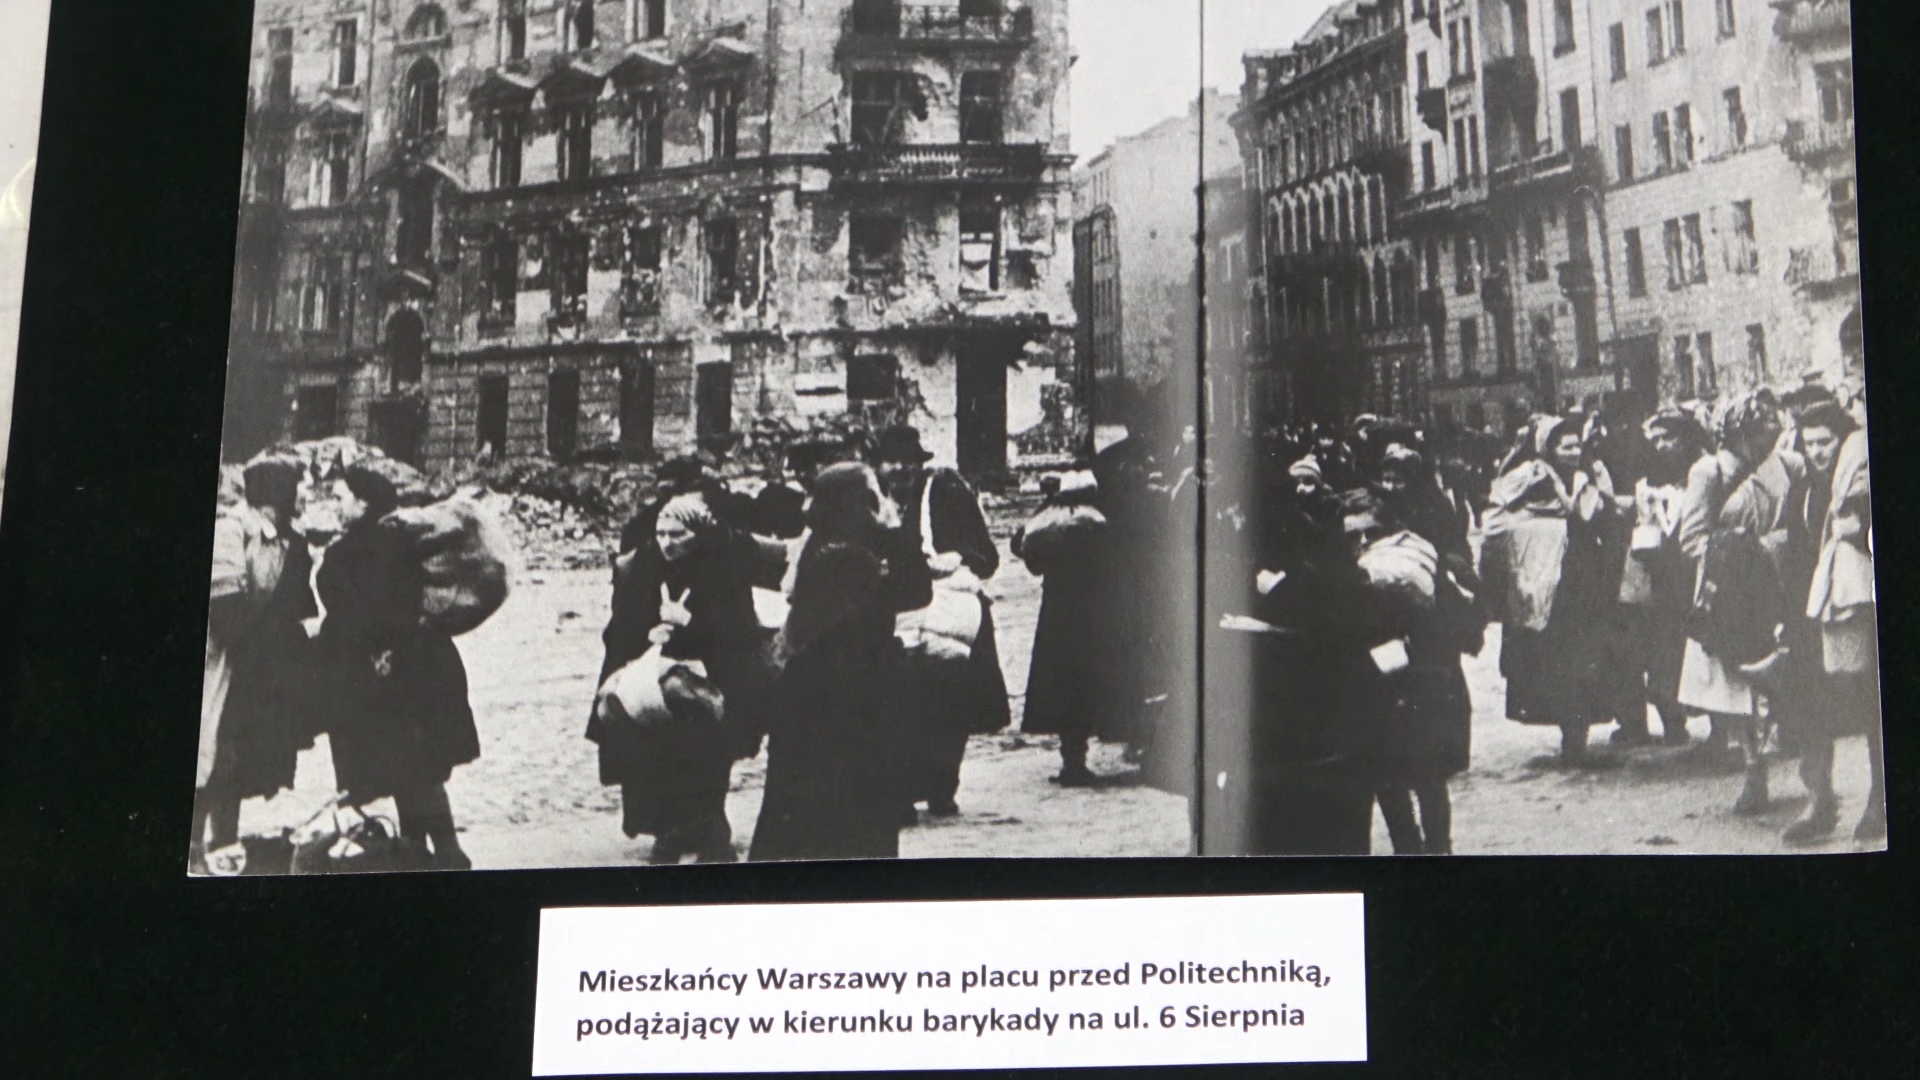 Mieszkańcy Warszawy na placu przed Politechniką,
podążający w kierunku barykady na ul. 6 Sierpnia